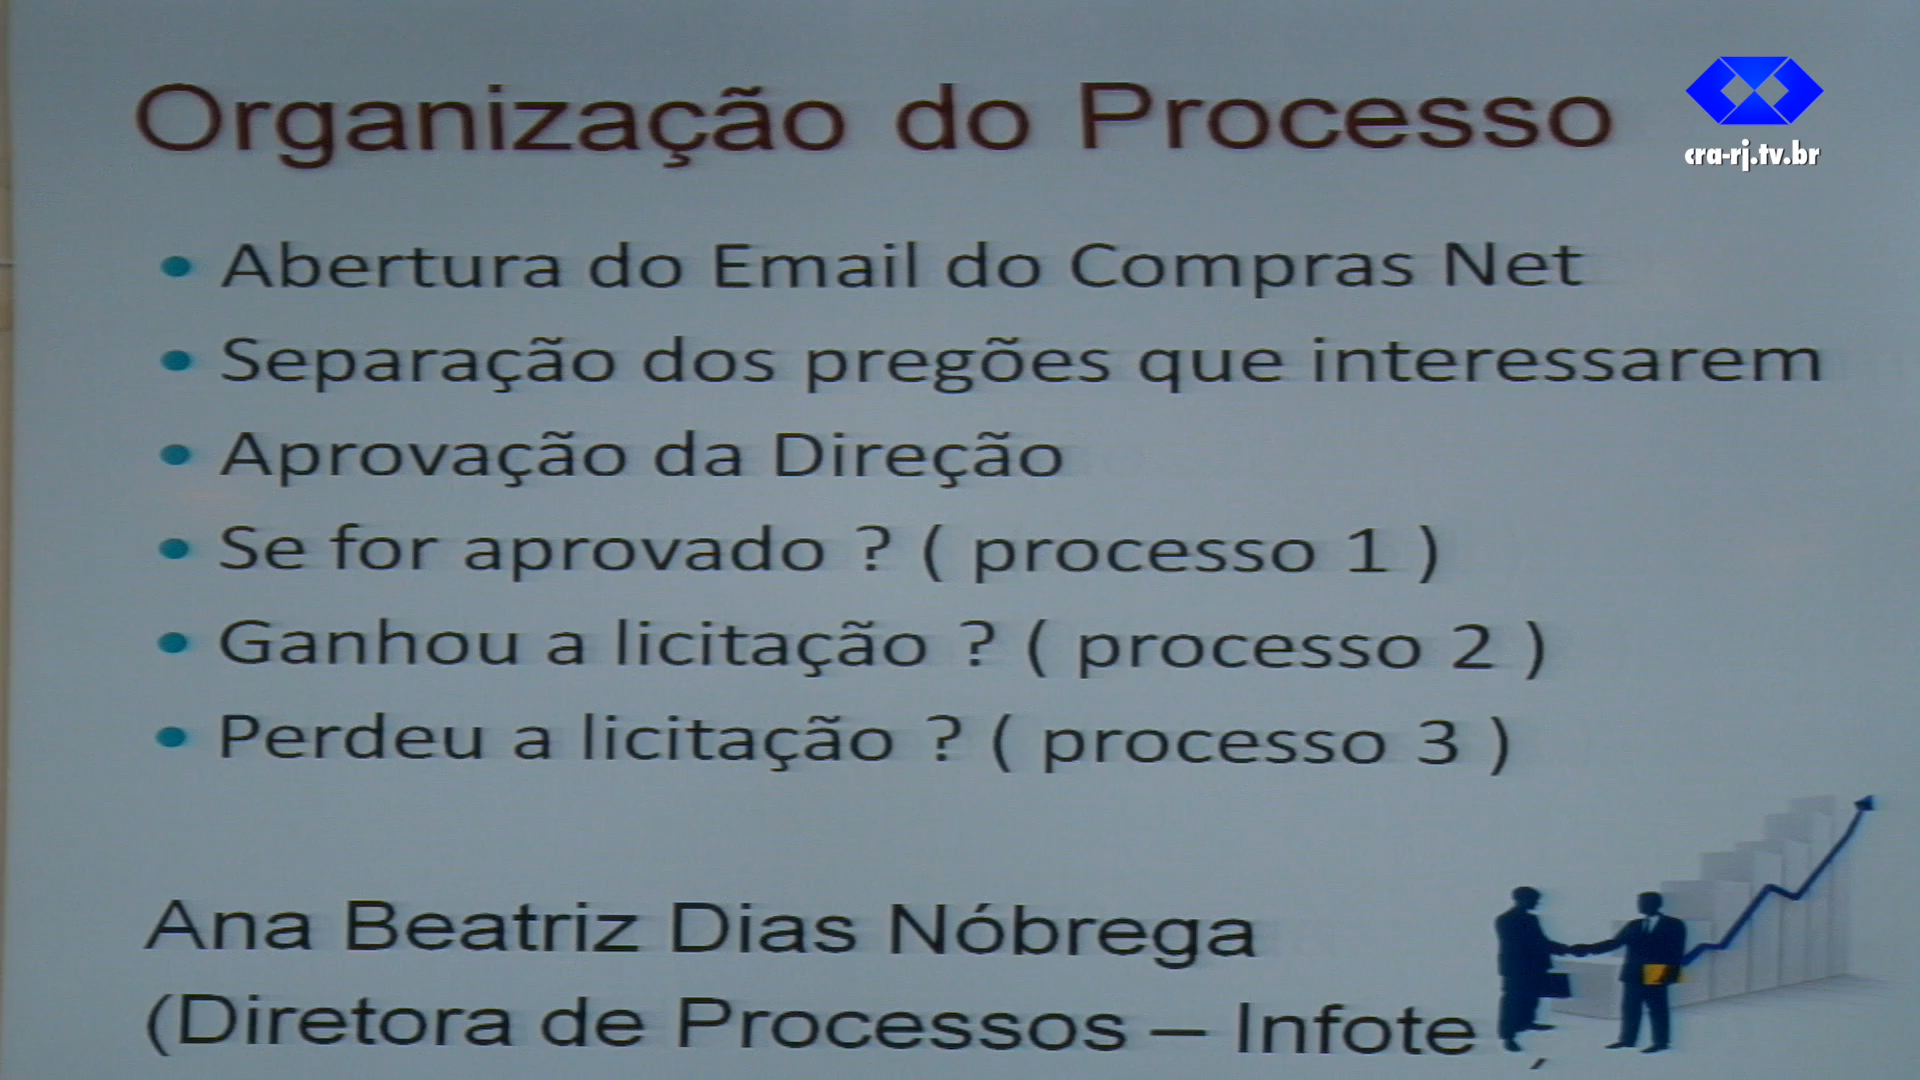 Organização do Processo
cra-rj.tv.br
• Abertura do Email do Compras Net
• Separação dos pregões que interessarem
• Aprovação da Direção
• Se for aprovado ? ( processo 1 )
• Ganhou a licitação ? ( processo 2 )
• Perdeu a licitação ? ( processo 3 )
Ana Beatriz Dias Nóbrega
(Diretora de Processos – Infote